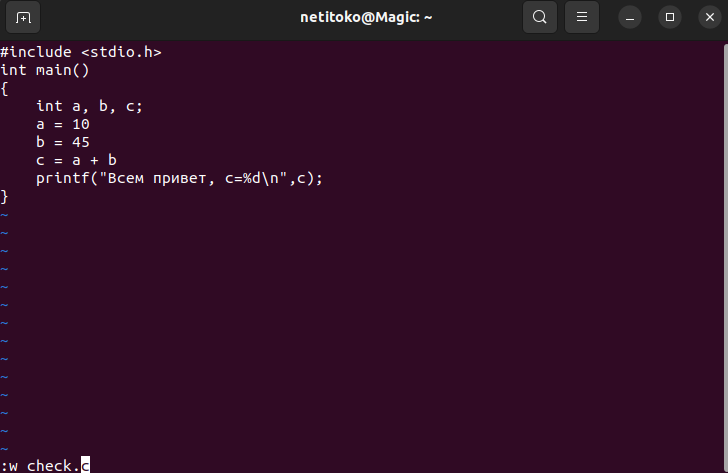 netitoko@Magic: ~
#include <stdio.h>
int main()
{
    int a, b, c;
    a = 10
    b = 45
    c = a + b
    printf("Всем привет, c=%d\n",c);
}
~
~
~
~
~
~
~
~
~
~
~
~
~
~
:w check.c